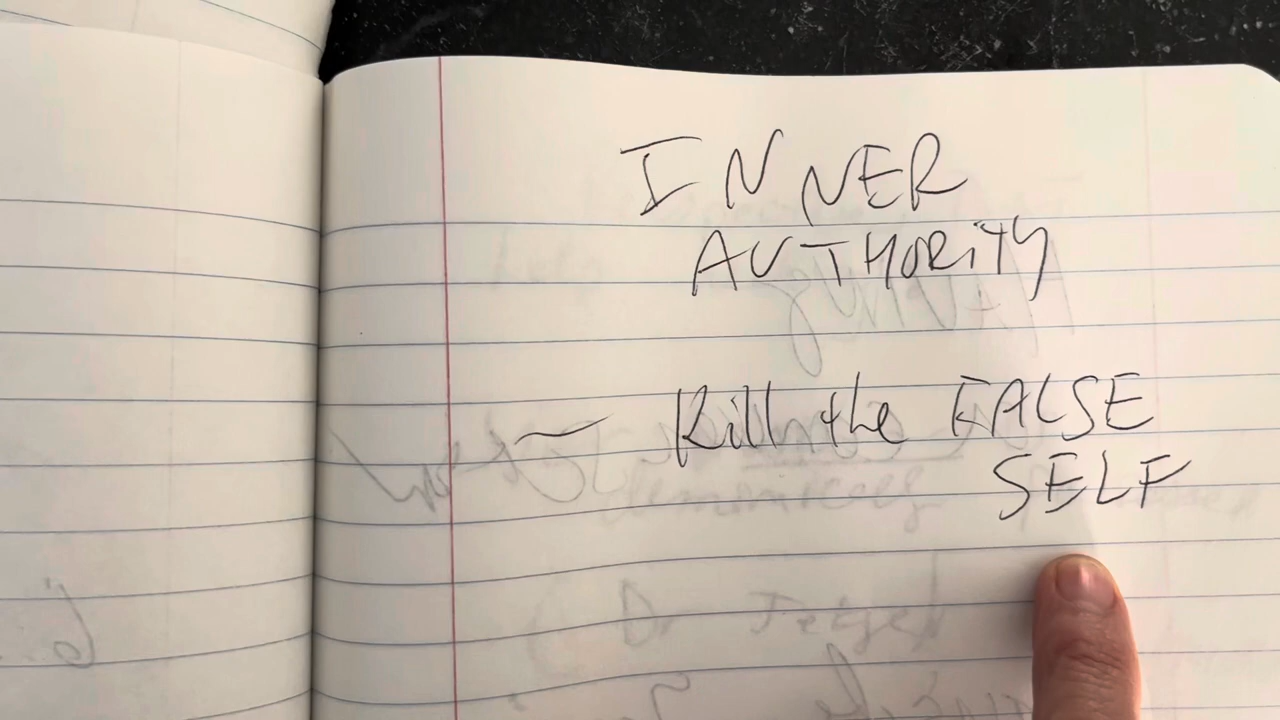 INNER
AUTHORITY
— Kill the FALSE
SELF